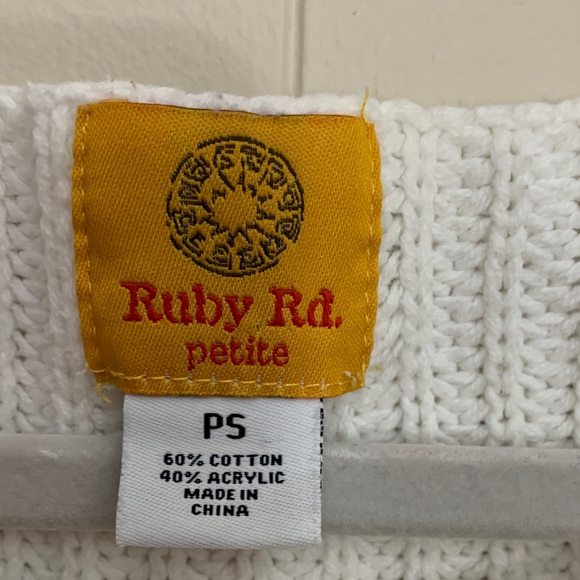 Ruby Rd.
petite
PS
60% COTTON
40% ACRYLIC
MADE IN
CHINA